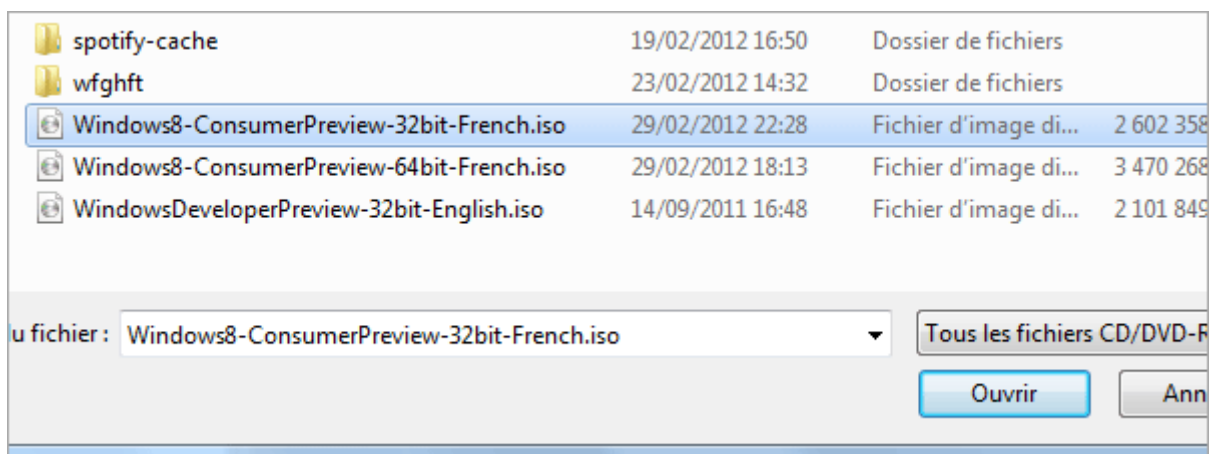 spotify-cache 19/02/2012 16:50 Dossier de fichiers
wfghft 23/02/2012 14:32 Dossier de fichiers
Windows8-ConsumerPreview-32bit-French.iso 29/02/2012 22:28 Fichier d'image di... 2 602 358
Windows8-ConsumerPreview-64bit-French.iso 29/02/2012 18:13 Fichier d'image di... 3 470 268
WindowsDeveloperPreview-32bit-English.iso 14/09/2011 16:48 Fichier d'image di... 2 101 849
u fichier : Windows8-ConsumerPreview-32bit-French.iso Tous les fichiers CD/DVD-R
Ouvrir Ann